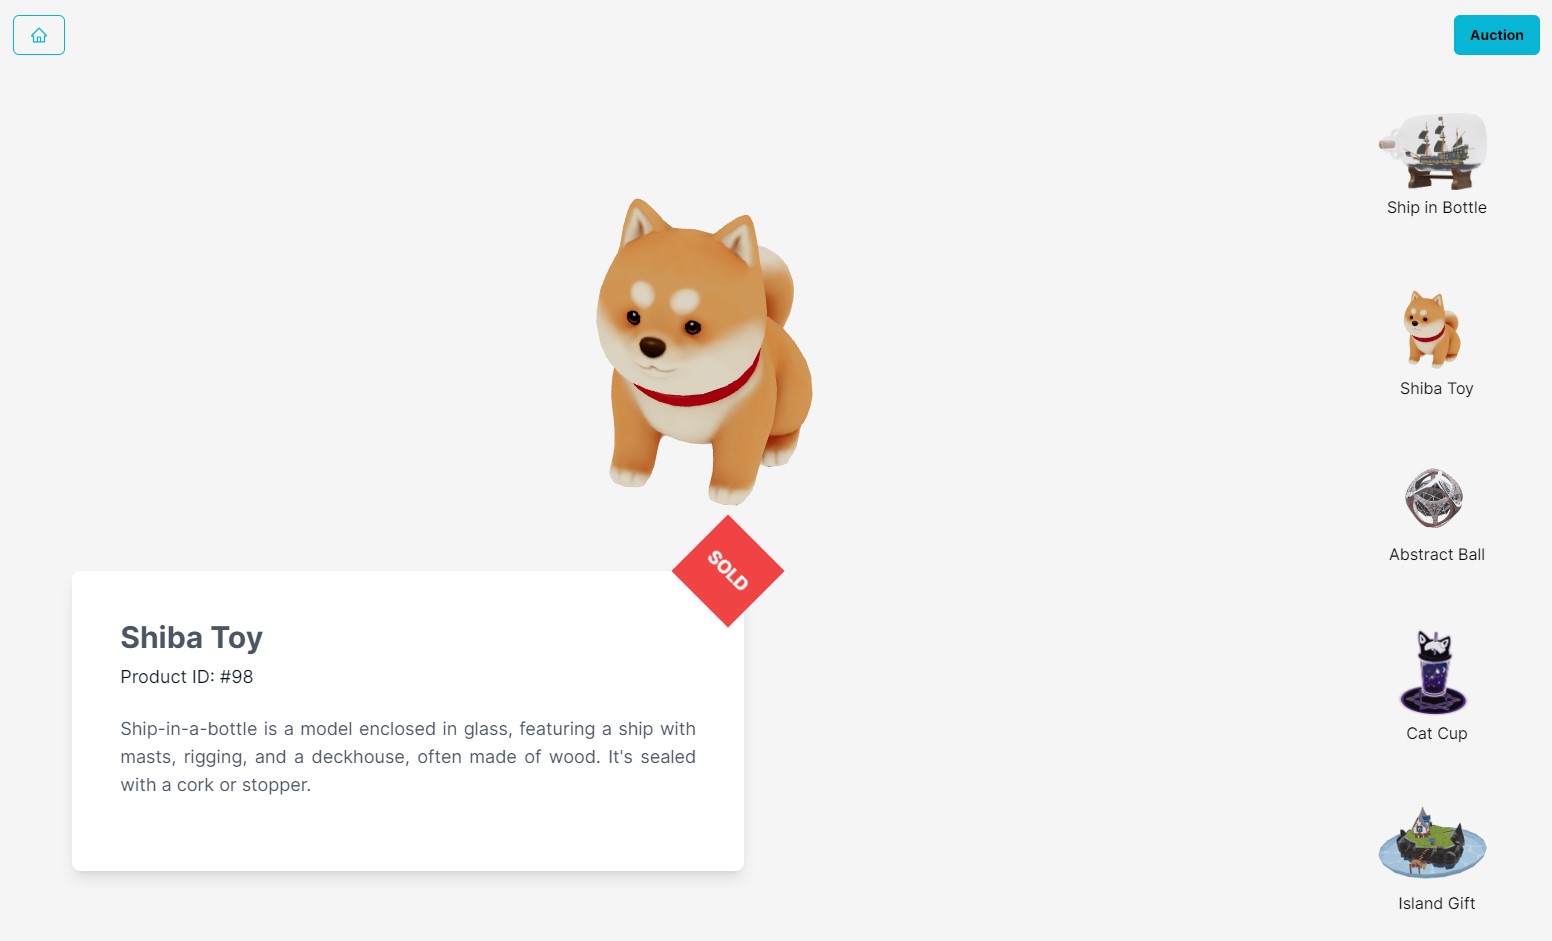 Auction
Ship in Bottle
Shiba Toy
Abstract Ball
Cat Cup
Island Gift
SOLD
Shiba Toy
Product ID: #98
Ship-in-a-bottle is a model enclosed in glass, featuring a ship with
masts, rigging, and a deckhouse, often made of wood. It's sealed
with a cork or stopper.